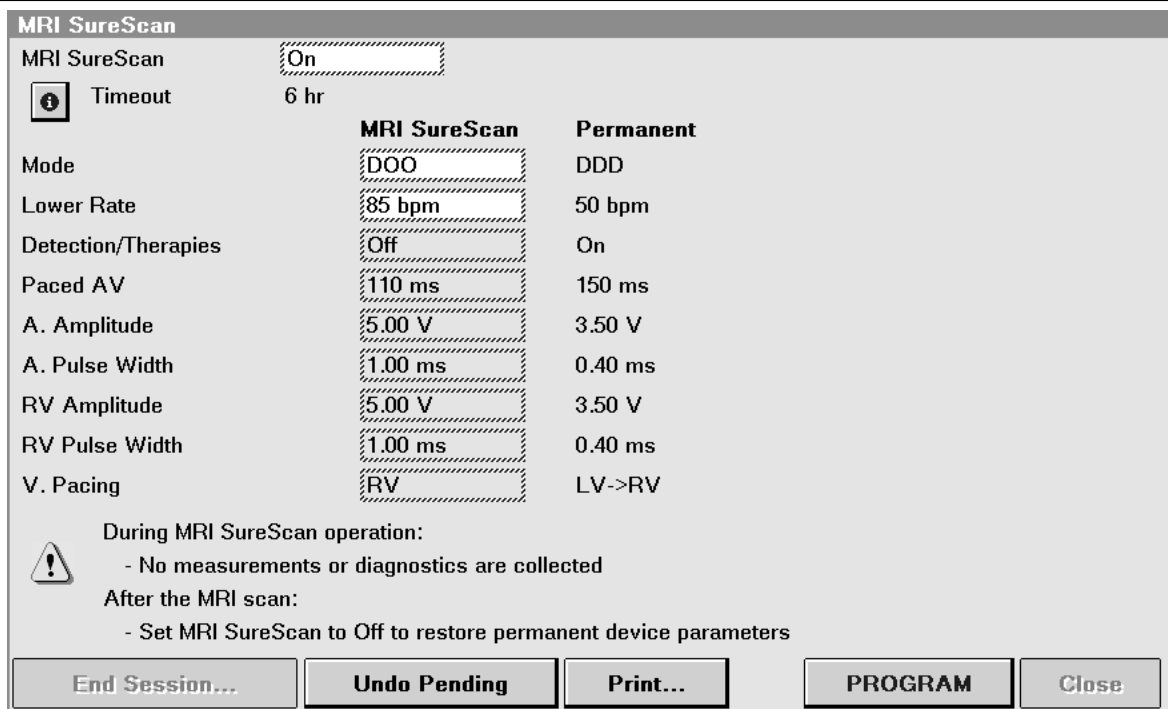 MRI SureScan
MRI SureScan On
Timeout 6 hr
MRI SureScan Permanent
Mode DOO DDD
Lower Rate 85 bpm 50 bpm
Detection/Therapies Off On
Paced AV 110 ms 150 ms
A. Amplitude 5.00 V 3.50 V
A. Pulse Width 1.00 ms 0.40 ms
RV Amplitude 5.00 V 3.50 V
RV Pulse Width 1.00 ms 0.40 ms
V. Pacing RV LV->RV
During MRI SureScan operation:
- No measurements or diagnostics are collected
After the MRI scan:
- Set MRI SureScan to Off to restore permanent device parameters
End Session... Undo Pending Print... PROGRAM Close